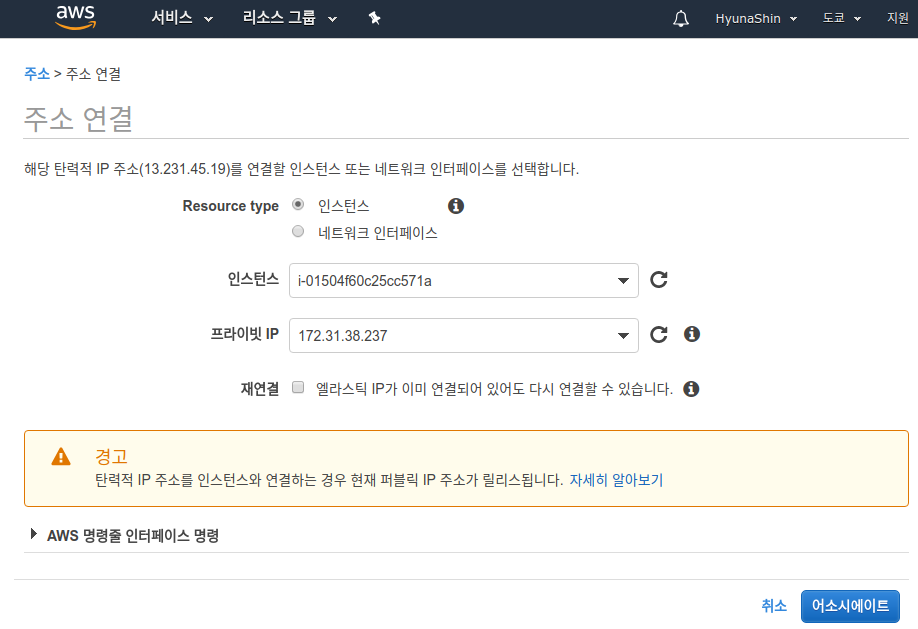 aws 서비스 리소스 그룹 HyunaShin 도쿄 지원
주소 > 주소 연결
주소 연결
해당 탄력적 IP 주소(13.231.45.19)를 연결할 인스턴스 또는 네트워크 인터페이스를 선택합니다.
Resource type 인스턴스
네트워크 인터페이스
인스턴스 i-01504f60c25cc571a
프라이빗 IP 172.31.38.237
재연결 엘라스틱 IP가 이미 연결되어 있어도 다시 연결할 수 있습니다.
경고
탄력적 IP 주소를 인스턴스와 연결하는 경우 현재 퍼블릭 IP 주소가 릴리스됩니다. 자세히 알아보기
AWS 명령줄 인터페이스 명령
취소 어소시에이트